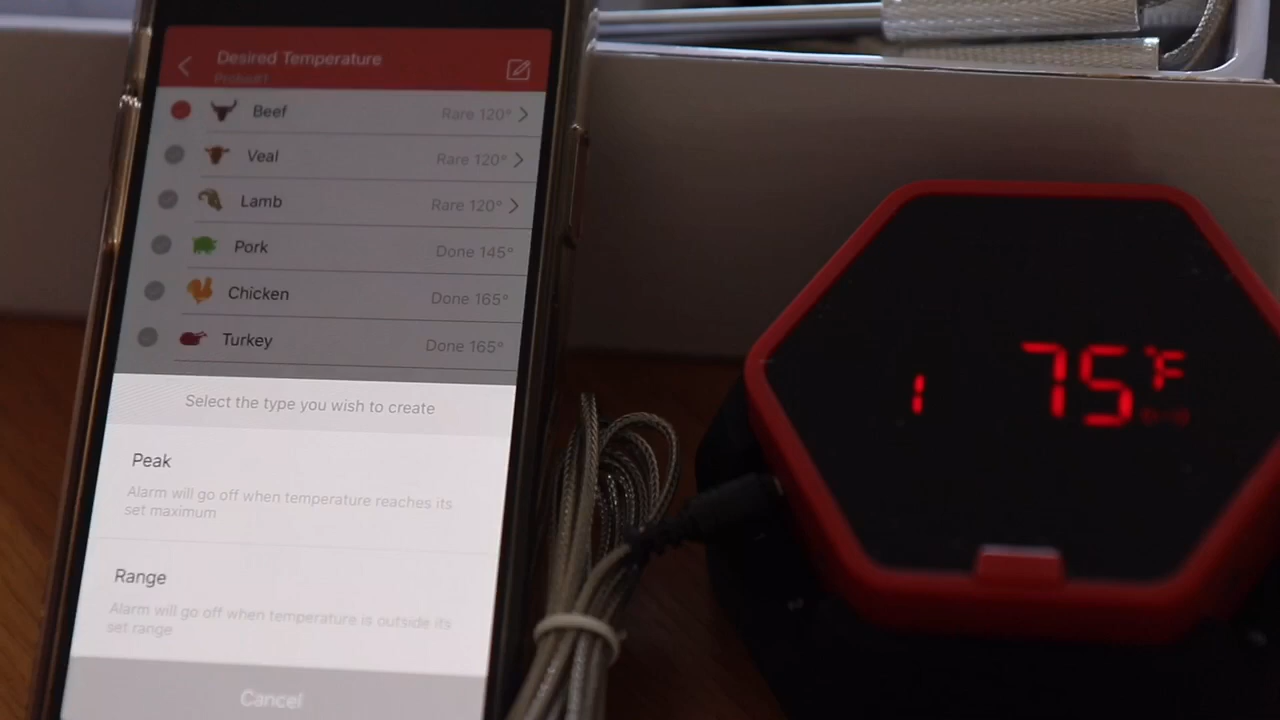 Desired Temperature
Probe#1
Beef Rare 120°
Veal Rare 120°
Lamb Rare 120°
Pork Done 145°
Chicken Done 165°
Turkey Done 165°
Select the type you wish to create
Peak
Alarm will go off when temperature reaches its
set maximum
Range
Alarm will go off when temperature is outside its
set range
Cancel
1 75°F